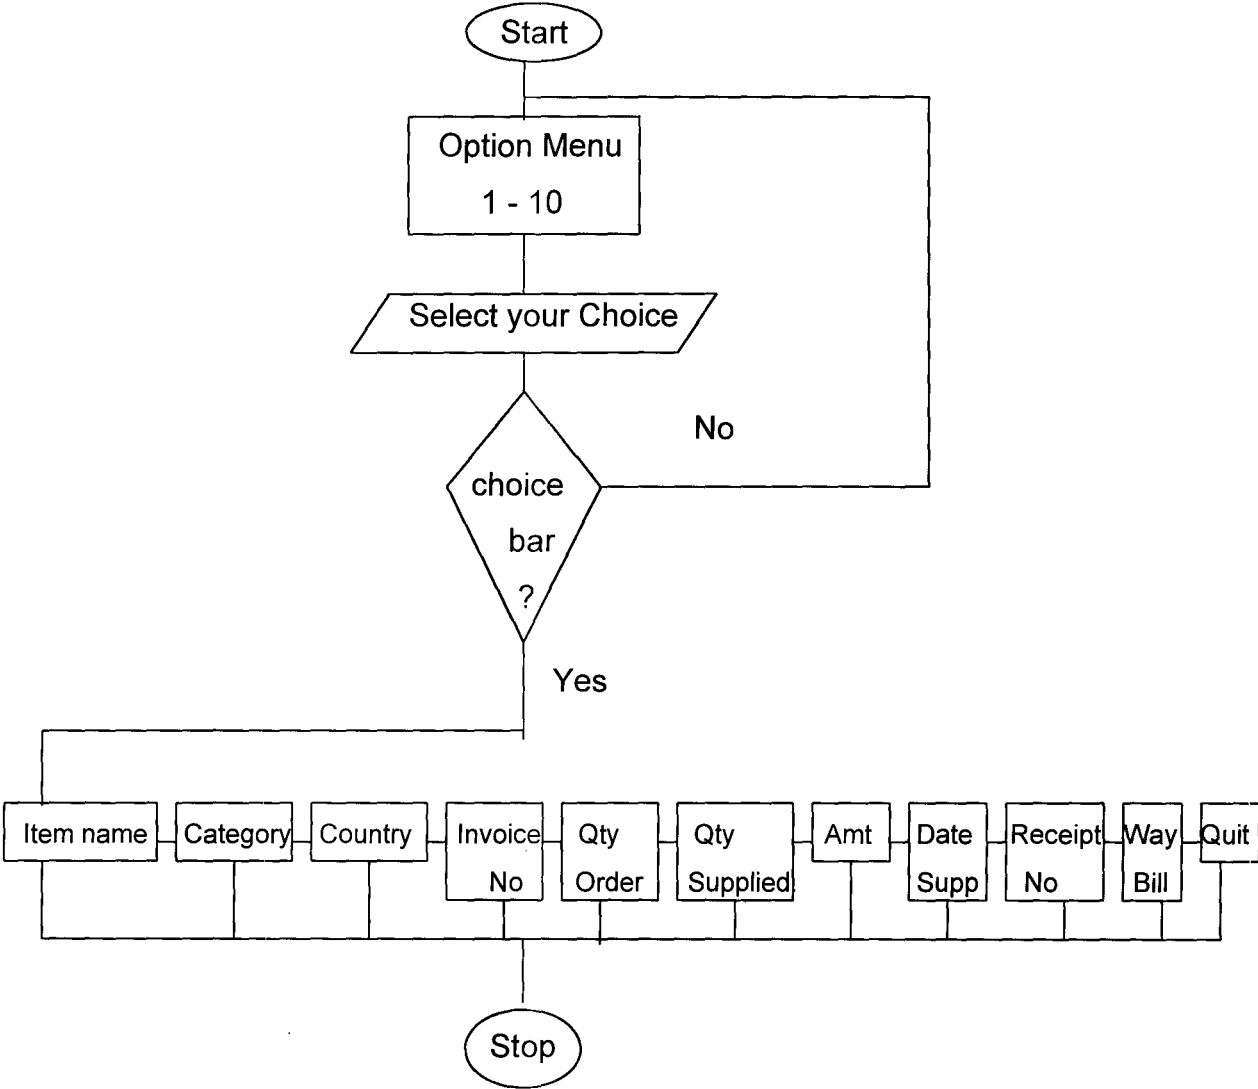 Start
Option Menu
1 - 10
Select your Choice
No
choice
bar
?
Yes
Item name
Category
Country
Invoice
No
Qty
Order
Qty
Supplied
Amt
Date
Supp
Receipt
No
Way
Bill
Quit
Stop